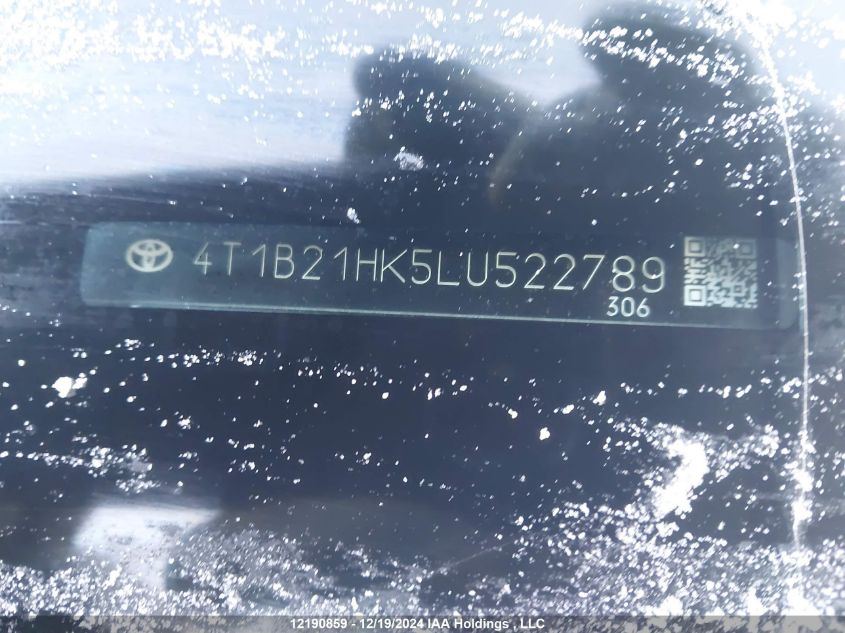 4T1B21HK5LU522789
306
12190859 - 12/19/2024 IAA Holdings , LLC